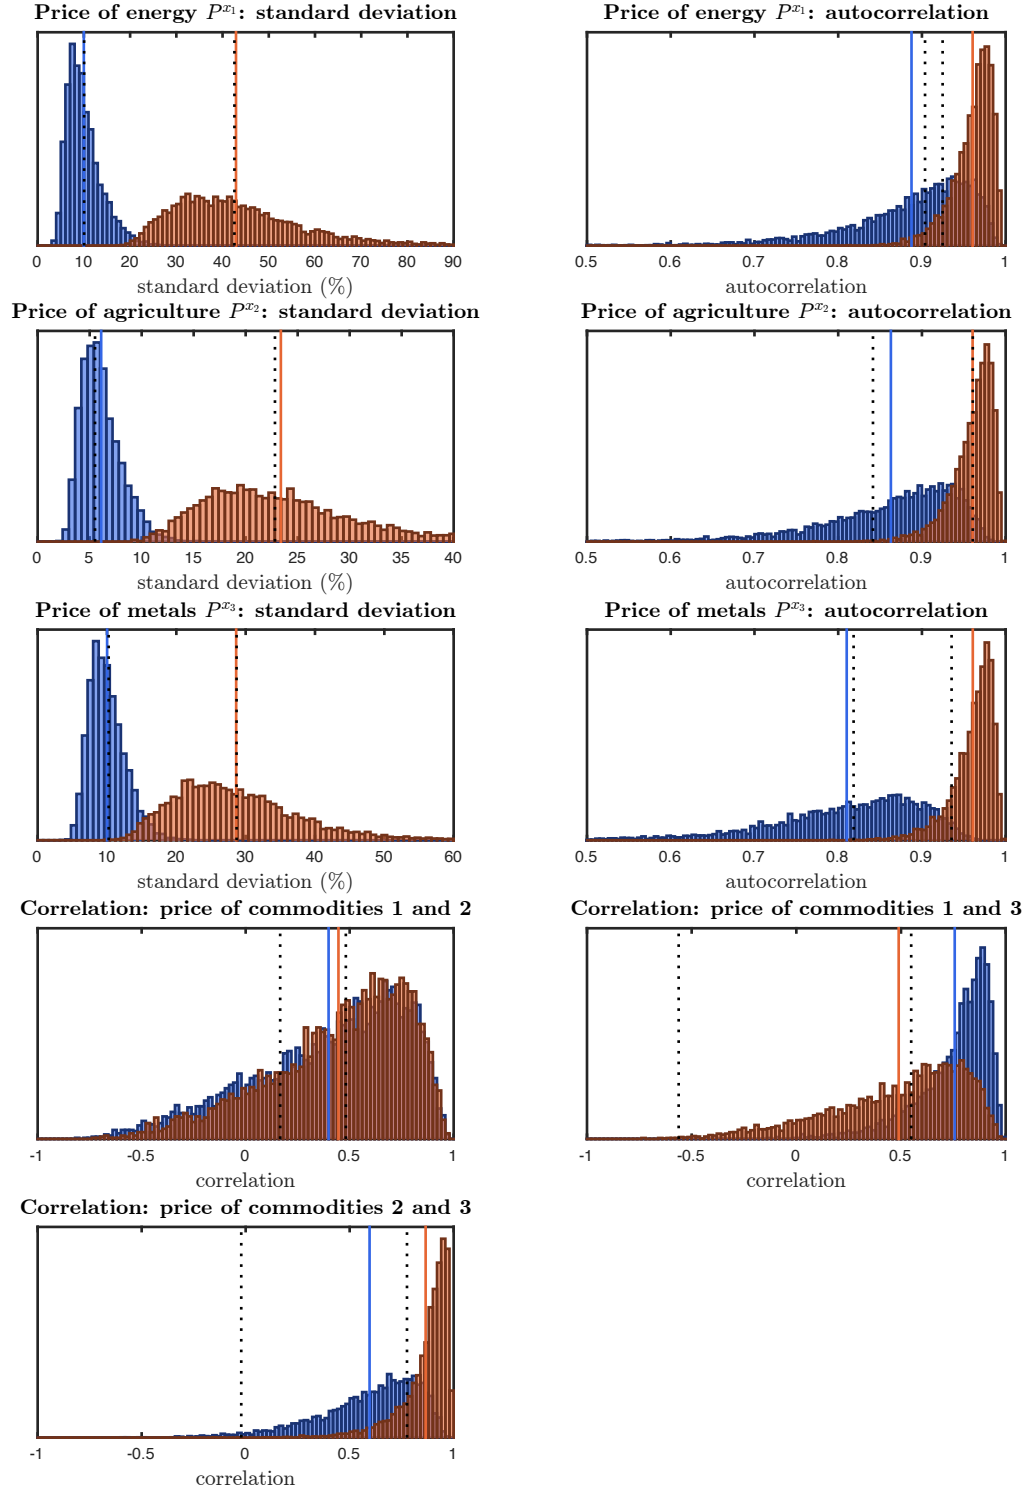 Price of energy P^{x_1}: standard deviation
Price of energy P^{x_1}: autocorrelation
0 10 20 30 40 50 60 70 80 90
0.5 0.6 0.7 0.8 0.9 1
standard deviation (%)
autocorrelation
Price of agriculture P^{x_2}: standard deviation
Price of agriculture P^{x_2}: autocorrelation
0 5 10 15 20 25 30 35 40
0.5 0.6 0.7 0.8 0.9 1
standard deviation (%)
autocorrelation
Price of metals P^{x_3}: standard deviation
Price of metals P^{x_3}: autocorrelation
0 10 20 30 40 50 60
0.5 0.6 0.7 0.8 0.9 1
standard deviation (%)
autocorrelation
Correlation: price of commodities 1 and 2
Correlation: price of commodities 1 and 3
-1 -0.5 0 0.5 1
-1 -0.5 0 0.5 1
correlation
correlation
Correlation: price of commodities 2 and 3
-1 -0.5 0 0.5 1
correlation